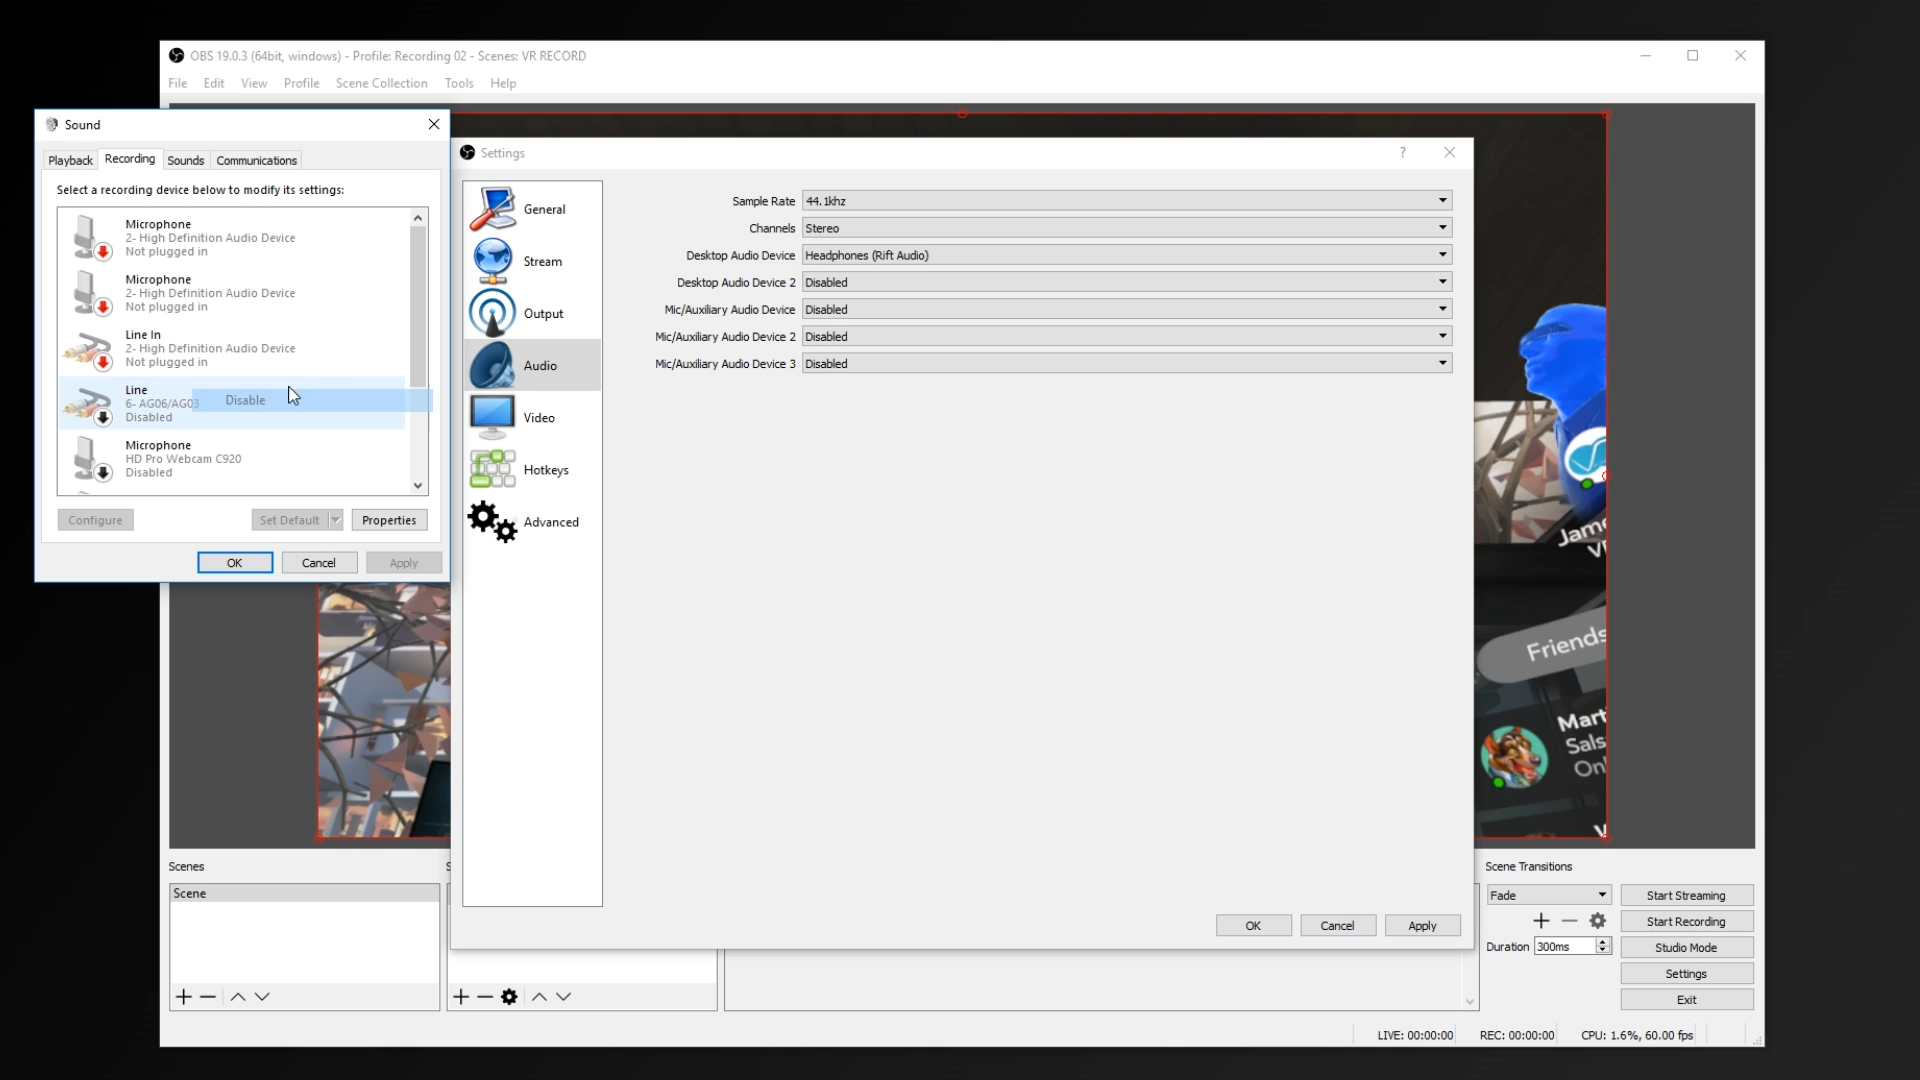 OBS 19.0.3 (64bit, windows) - Profile: Recording 02 - Scenes: VR RECORD
File Edit View Profile Scene Collection Tools Help
Sound
Playback Recording Sounds Communications
Select a recording device below to modify its settings:
Microphone
2- High Definition Audio Device
Not plugged in
Microphone
2- High Definition Audio Device
Not plugged in
Line In
2- High Definition Audio Device
Not plugged in
Line
6- AG06/AG03
Disabled
Disable
Microphone
HD Pro Webcam C920
Disabled
Configure Set Default Properties
OK Cancel Apply
Settings
?
General
Stream
Output
Audio
Video
Hotkeys
Advanced
Sample Rate 44.1khz
Channels Stereo
Desktop Audio Device Headphones (Rift Audio)
Desktop Audio Device 2 Disabled
Mic/Auxiliary Audio Device Disabled
Mic/Auxiliary Audio Device 2 Disabled
Mic/Auxiliary Audio Device 3 Disabled
OK Cancel Apply
Jame
Friends
Mart
Sals
Onl
Scenes
Scene
Scene Transitions
Fade
Duration 300ms
Start Streaming
Start Recording
Studio Mode
Settings
Exit
LIVE: 00:00:00 REC: 00:00:00 CPU: 1.6%, 60.00 fps